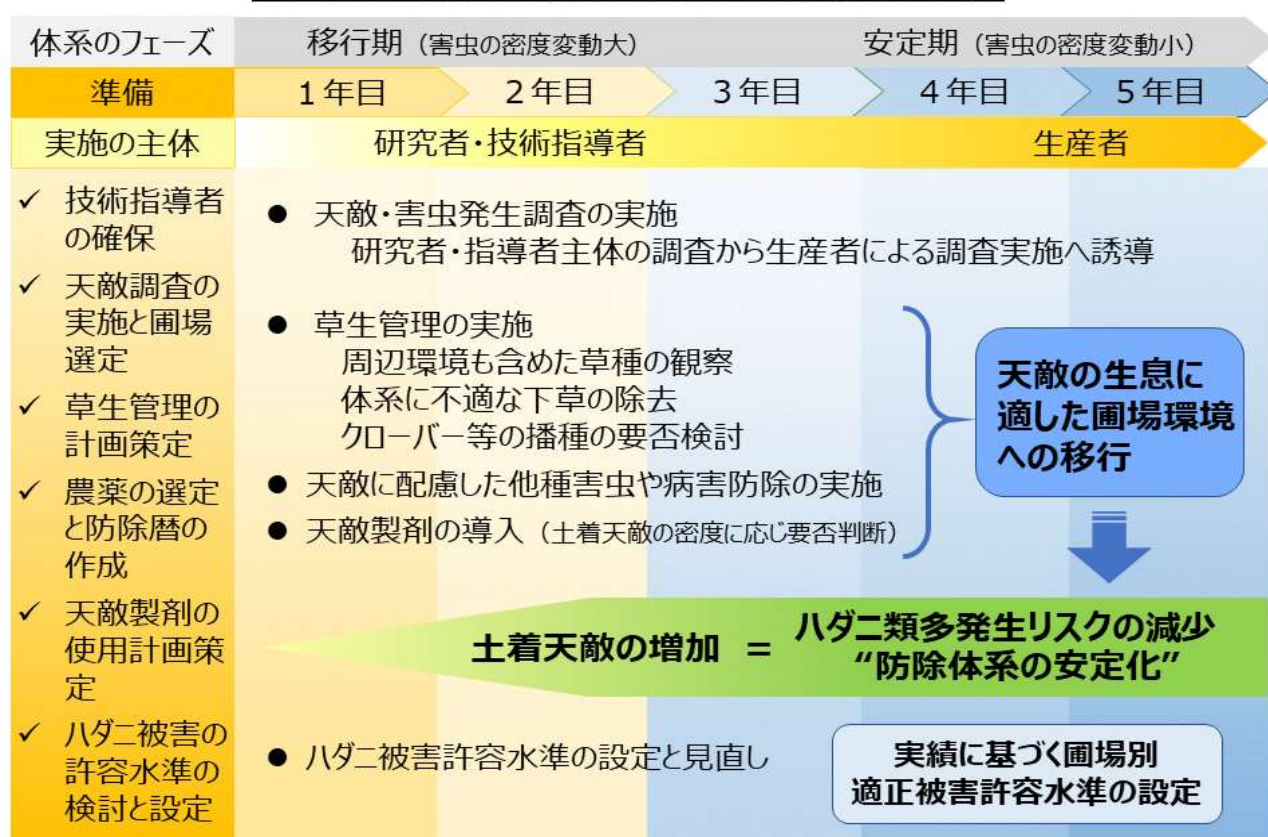 体系のフェーズ
移行期（害虫の密度変動大）
安定期（害虫の密度変動小）
準備
1年目
2年目
3年目
4年目
5年目
実施の主体
研究者・技術指導者
生産者
✓ 技術指導者
の確保
✓ 天敵調査の
実施と圃場
選定
✓ 草生管理の
計画策定
✓ 農薬の選定
と防除暦の
作成
✓ 天敵製剤の
使用計画策
定
✓ ハダニ被害の
許容水準の
検討と設定
● 天敵・害虫発生調査の実施
研究者・指導者主体の調査から生産者による調査実施へ誘導
● 草生管理の実施
周辺環境も含めた草種の観察
体系に不適な下草の除去
クローバー等の播種の要否検討
● 天敵に配慮した他種害虫や病害防除の実施
● 天敵製剤の導入（土着天敵の密度に応じ要否判断）
天敵の生息に
適した圃場環境
への移行
土着天敵の増加 =
ハダニ類多発生リスクの減少
“防除体系の安定化”
● ハダニ被害許容水準の設定と見直し
実績に基づく圃場別
適正被害許容水準の設定